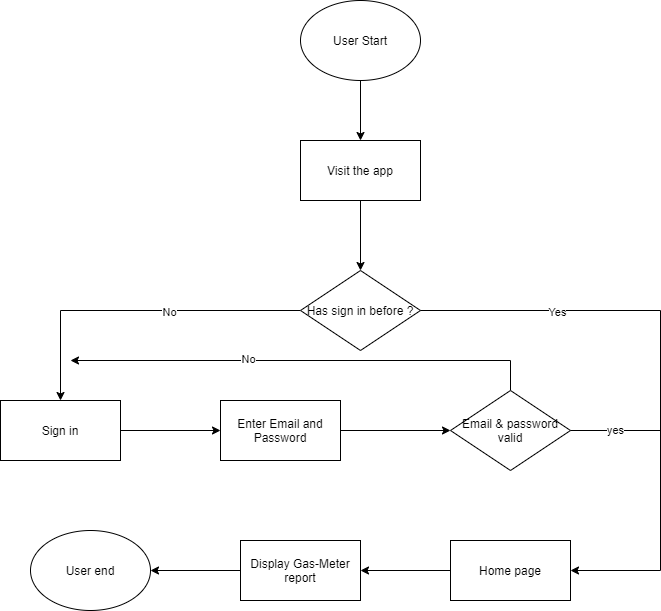 User Start
Visit the app
Has sign in before ?
No
Yes
No
Sign in
Enter Email and
Password
Email & password
valid
yes
User end
Display Gas-Meter
report
Home page